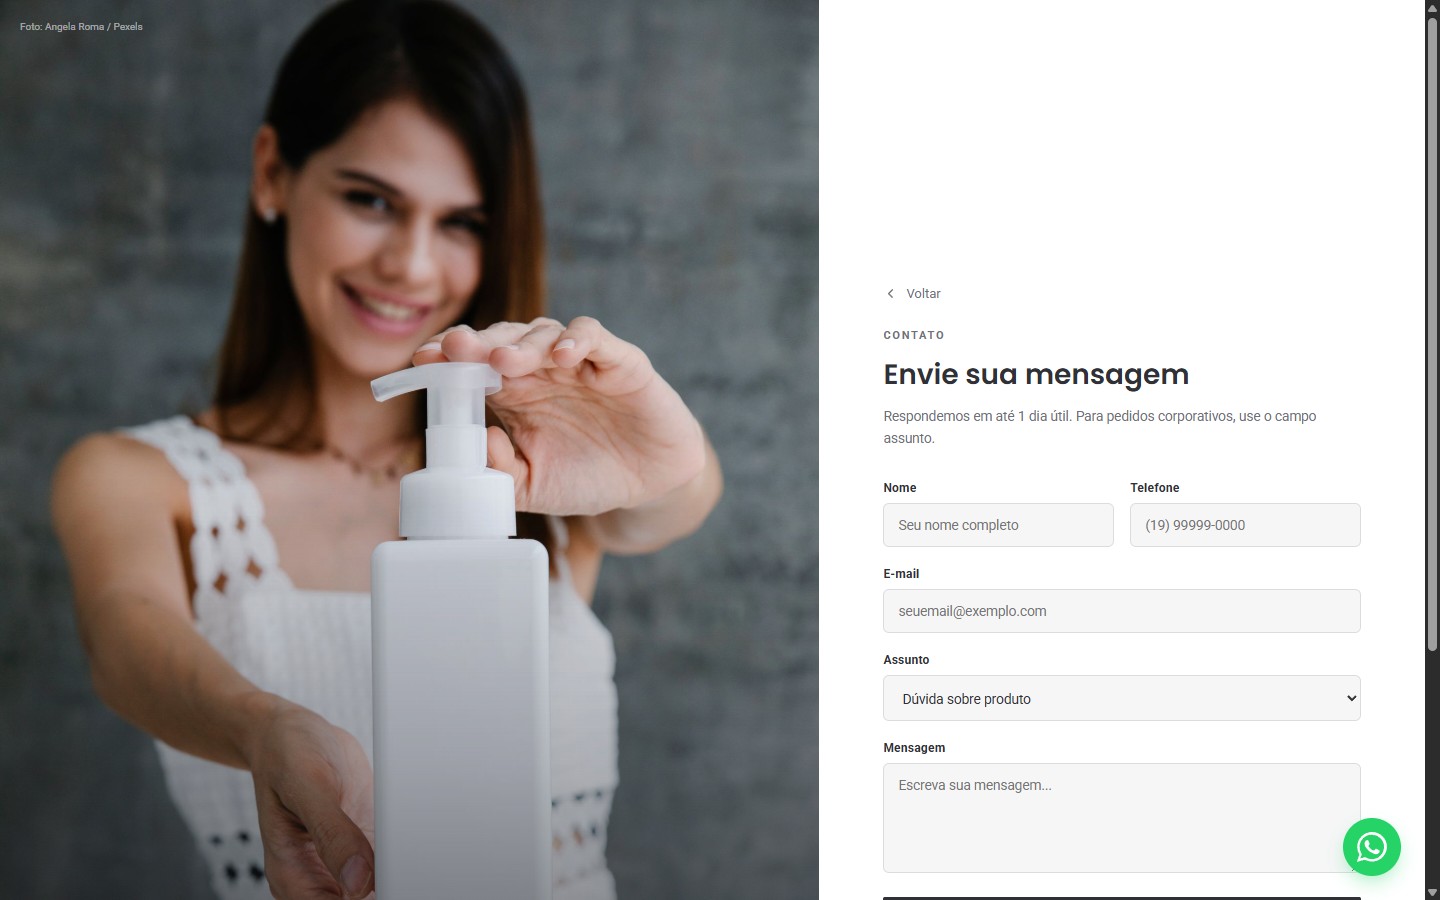 Foto: Angela Roma / Pexels
Voltar
CONTATO
Envie sua mensagem
Respondemos em até 1 dia útil. Para pedidos corporativos, use o campo
assunto.
Nome
Telefone
Seu nome completo
(19) 99999-0000
E-mail
seuemail@exemplo.com
Assunto
Dúvida sobre produto
Mensagem
Escreva sua mensagem...